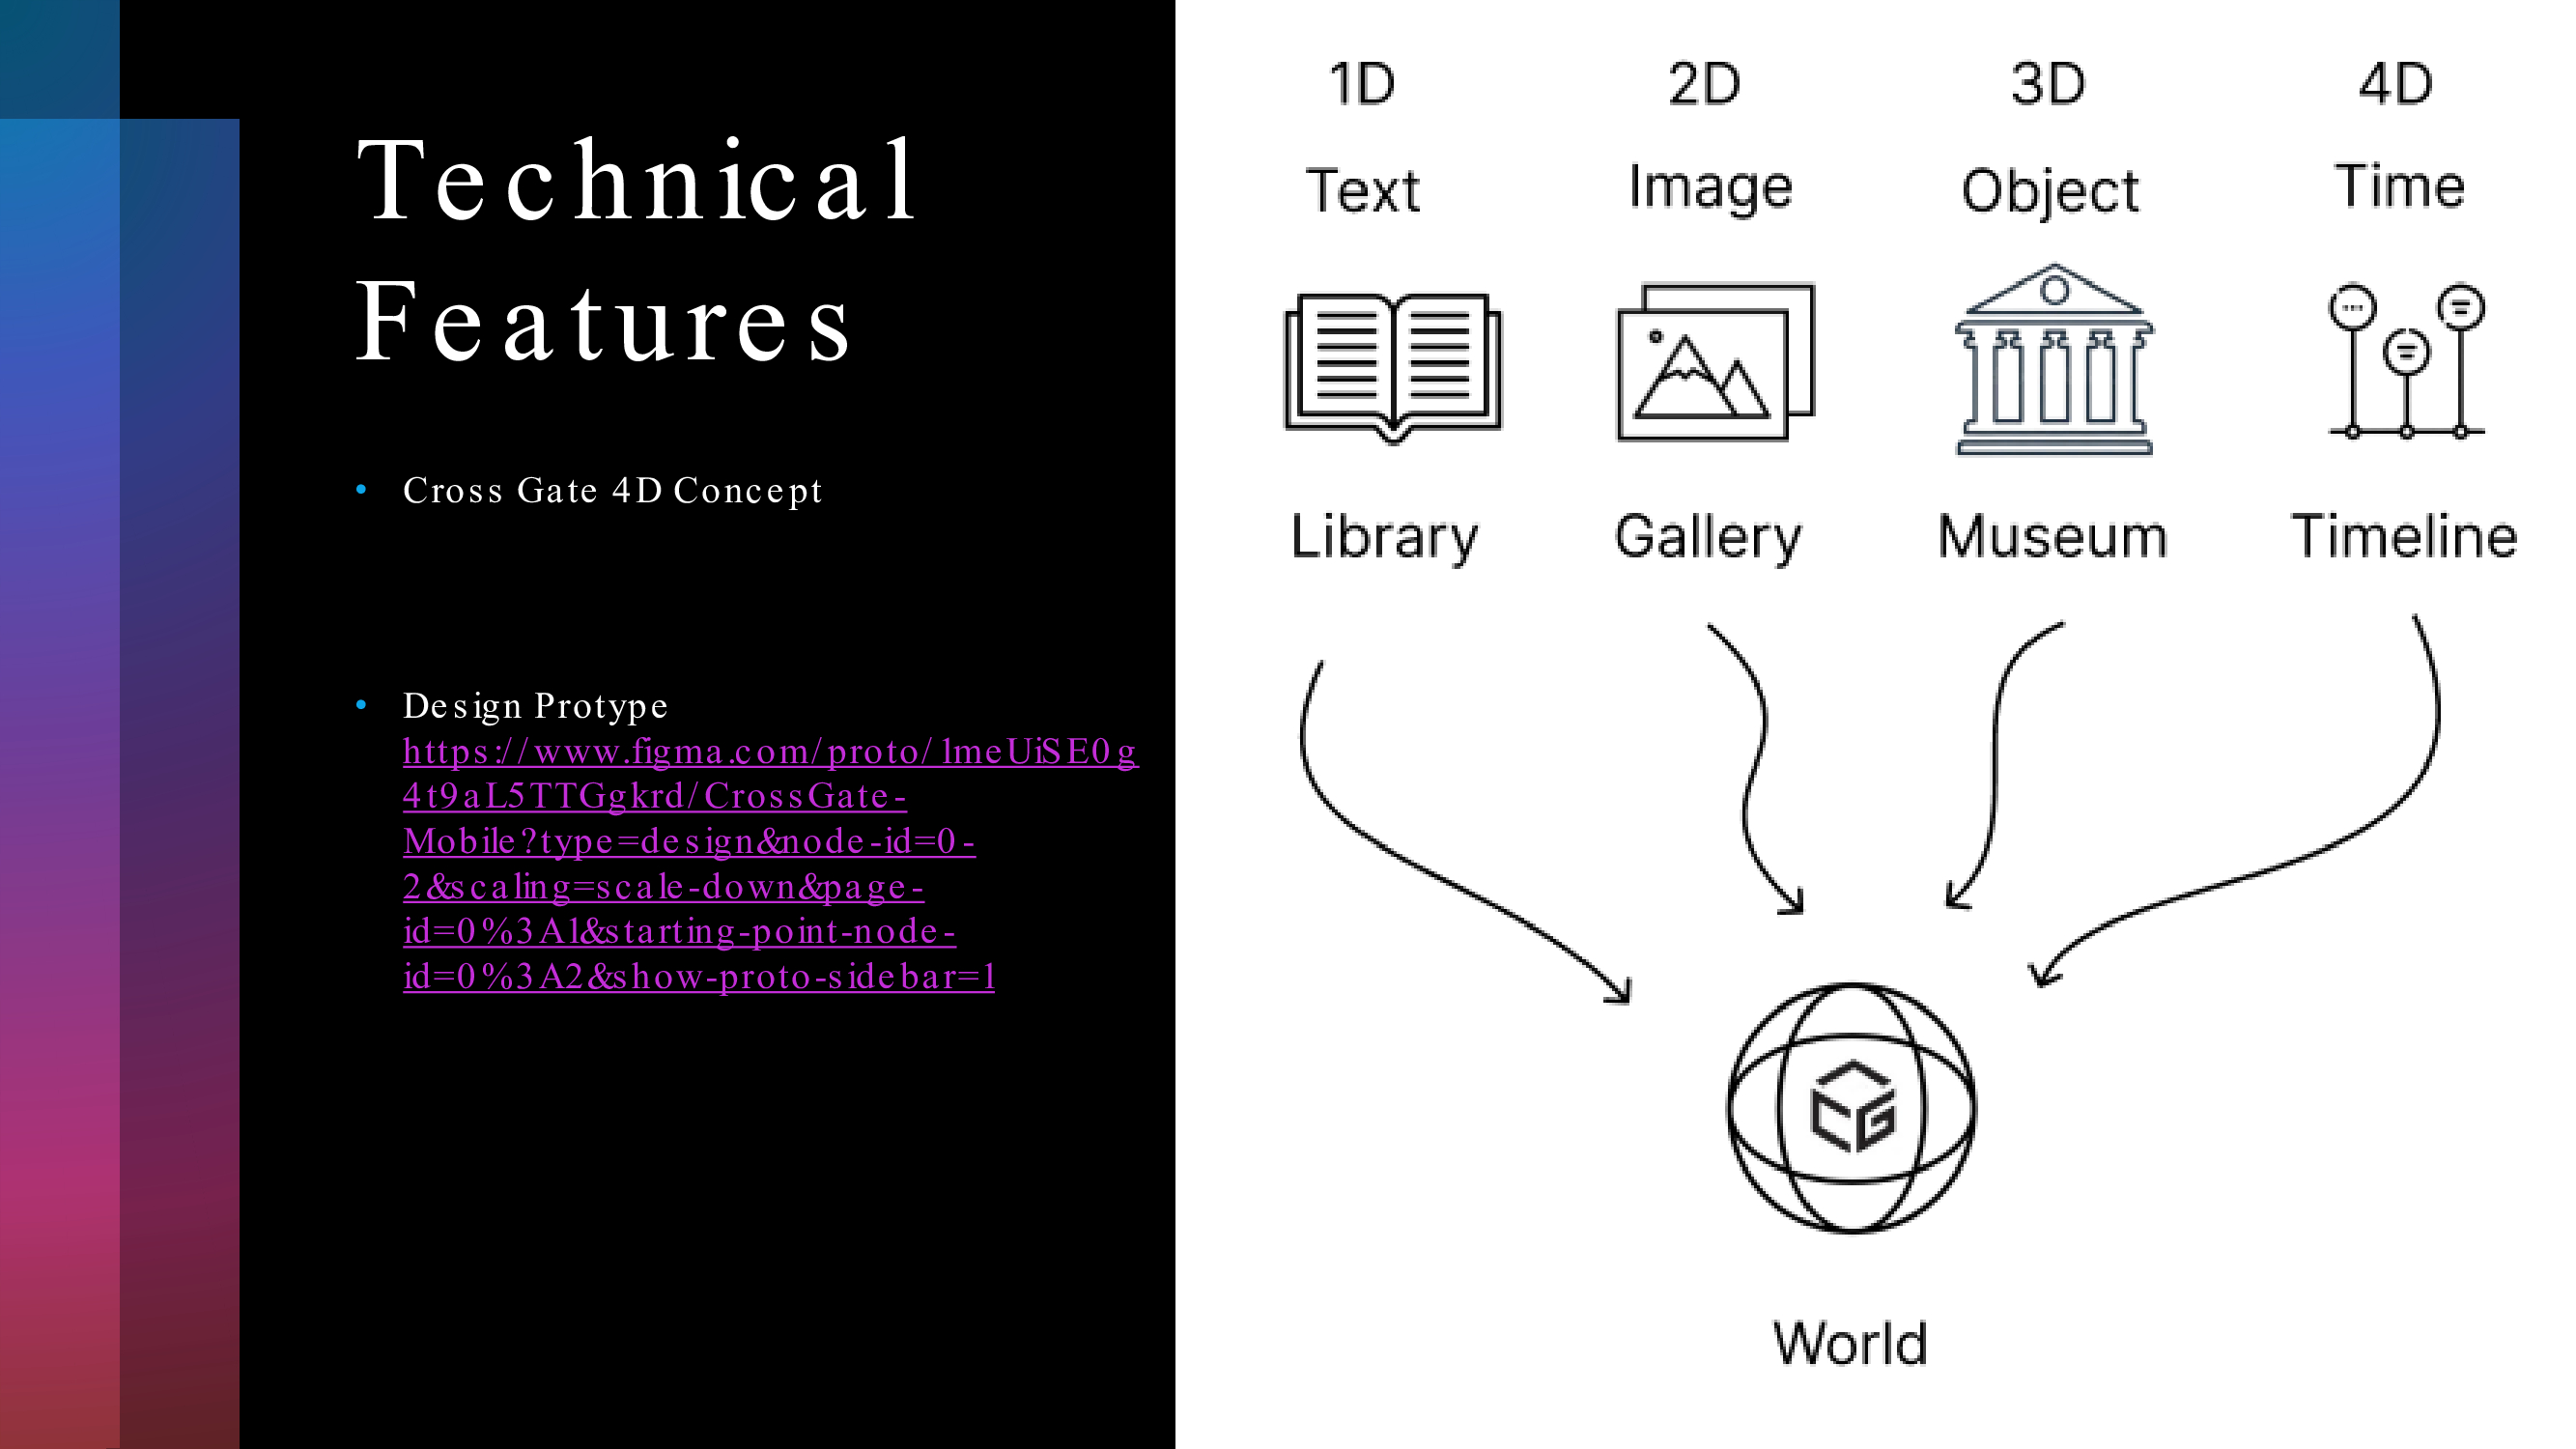 Technical
Features
• Cross Gate 4D Concept
• Design Protype
https://www.figma.com/proto/1meUiSE0g
4t9aL5TTGgkrd/CrossGate-
Mobile?type=design&node-id=0-
2&scaling=scale-down&page-
id=0%3A1&starting-point-node-
id=0%3A2&show-proto-sidebar=1
1D 2D 3D 4D
Text Image Object Time
Library Gallery Museum Timeline
CG
World